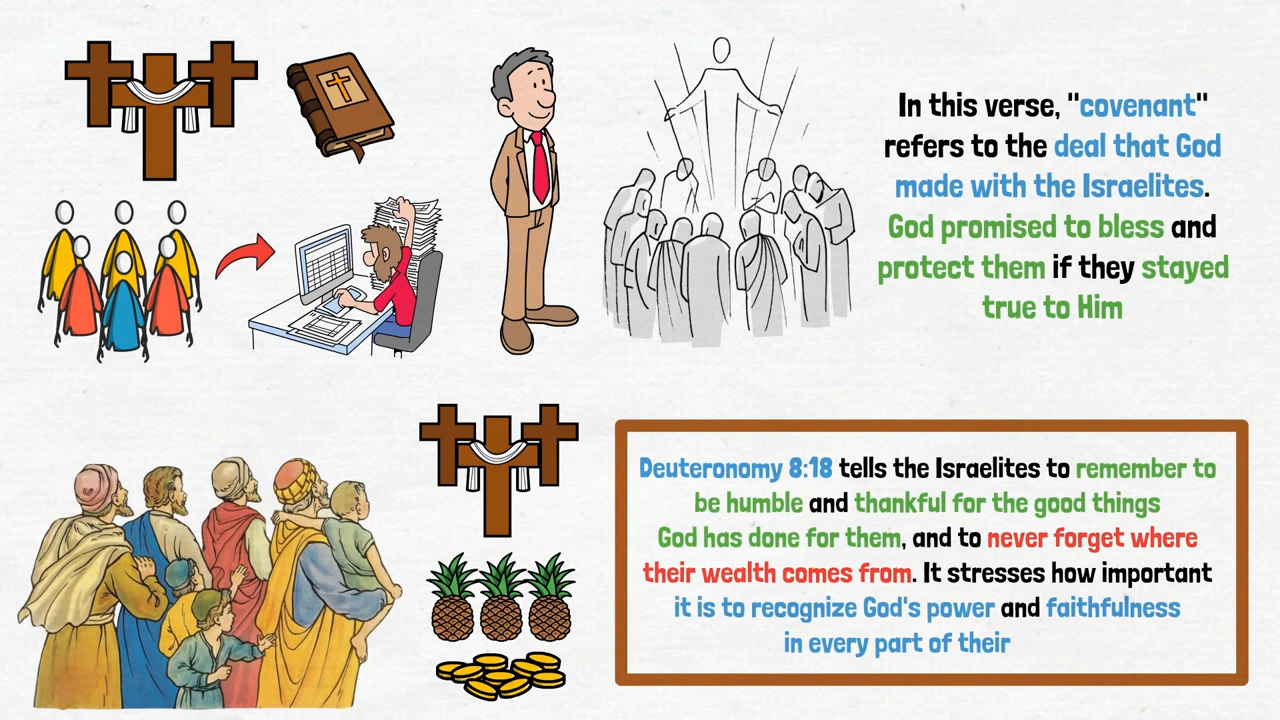 In this verse, "covenant"
refers to the deal that God
made with the Israelites.
God promised to bless and
protect them if they stayed
true to Him
Deuteronomy 8:18 tells the Israelites to remember to
be humble and thankful for the good things
God has done for them, and to never forget where
their wealth comes from. It stresses how important
it is to recognize God's power and faithfulness
in every part of their